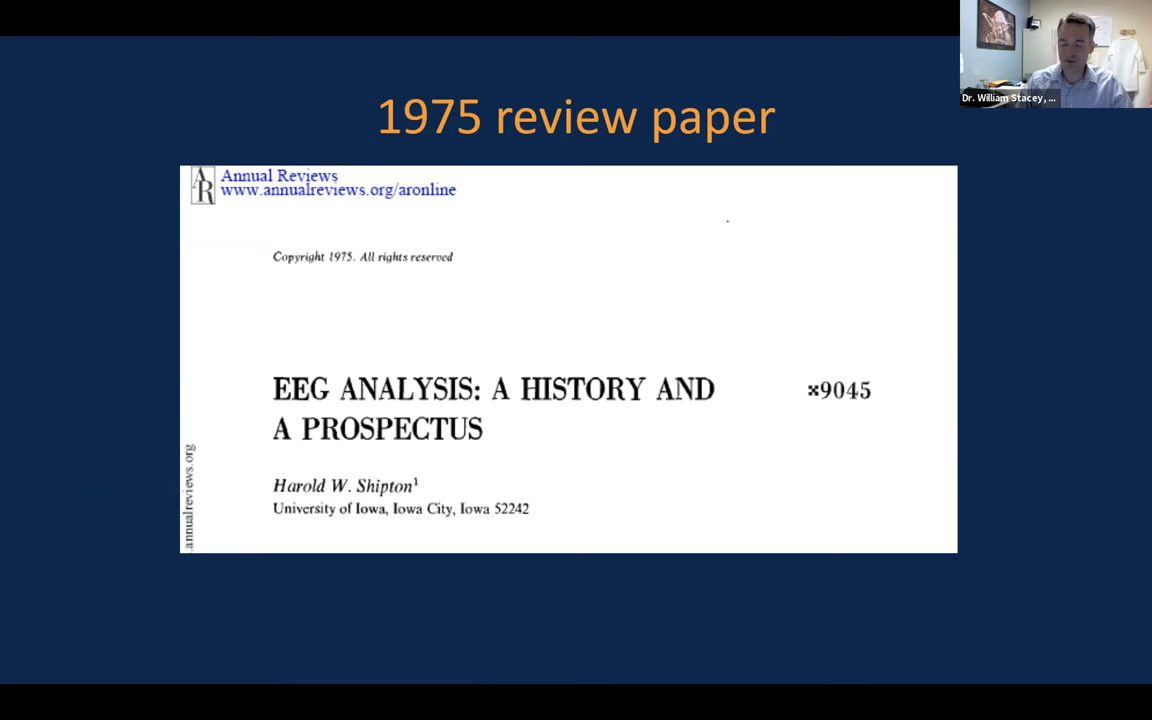 Dr. William Stacey, ...
1975 review paper
Annual Reviews
www.annualreviews.org/aronline
Copyright 1975. All rights reserved
EEG ANALYSIS: A HISTORY AND
A PROSPECTUS
⁎9045
Harold W. Shipton¹
University of Iowa, Iowa City, Iowa 52242
.annualreviews.org